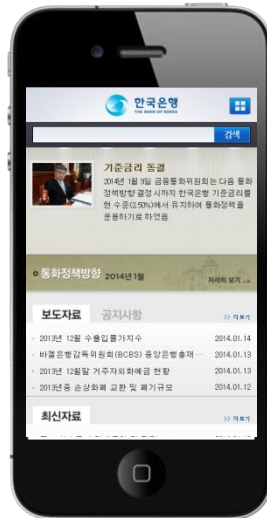 한국은행
THE BANK OF KOREA
검색
기준금리 동결
2014년 1월 9일 금융통화위원회는 다음 통화
정책방향 결정시까지 한국은행 기준금리를
현 수준(2.50%)에서 유지하여 통화정책을
운용하기로 하였음
통화정책방향 2014년 1월
자세히 보기
보도자료 공지사항 >> 더보기
· 2013년 12월 수출입물가지수 2014.01.14
· 바젤은행감독위원회(BCBS) 중앙은행총재··· 2014.01.13
· 2013년 12월말 거주자외화예금 현황 2014.01.13
· 2013년중 손상화폐 교환 및 폐기규모 2014.01.12
최신자료 >> 더보기